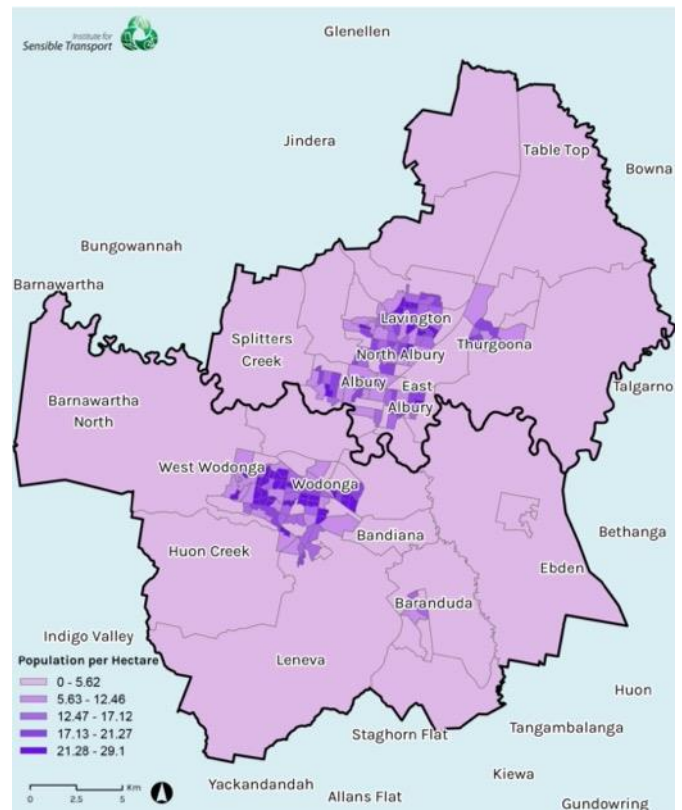 Institute for
Sensible Transport
Glenellen
Jindera
Table Top
Bowna
Bungowannah
Barnawartha
Lavington
Splitters
Creek
North Albury
Thurgoona
Albury
East
Albury
Talgarno
Barnawartha
North
West Wodonga
Wodonga
Bandiana
Bethanga
Huon Creek
Ebden
Baranduda
Indigo Valley
Leneva
Population per Hectare
0 - 5.62
5.63 - 12.46
12.47 - 17.12
17.13 - 21.27
21.28 - 29.1
Huon
Tangambalanga
Staghorn Flat
Kiewa
Km
0 2.5 5
Yackandandah
Allans Flat
Gundowring